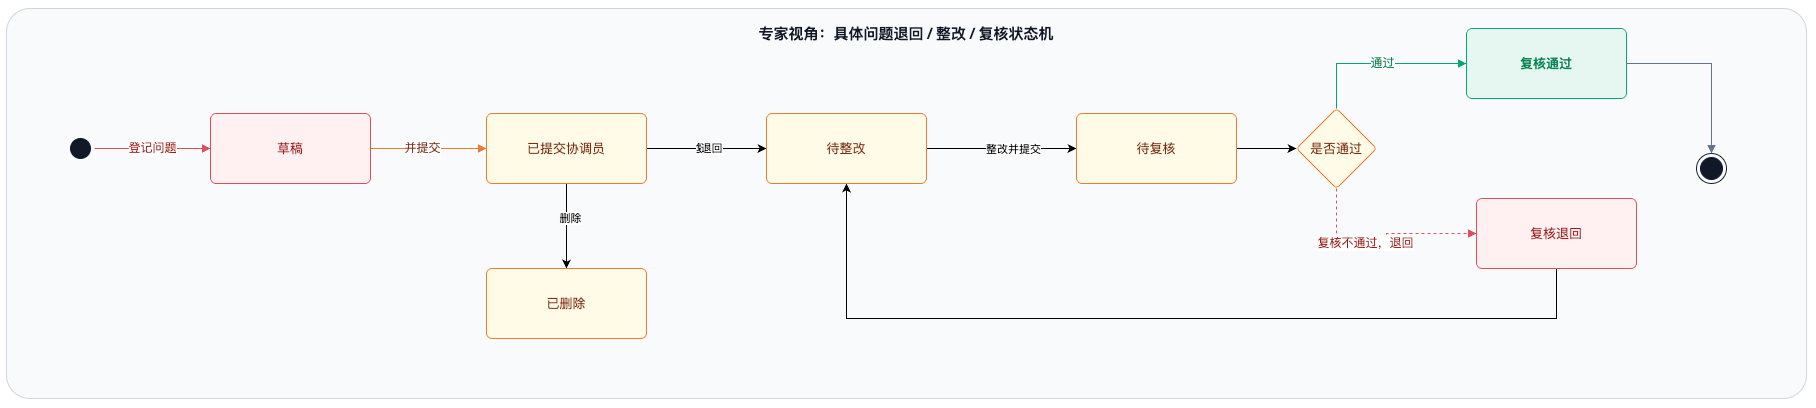 专家视角：具体问题退回 / 整改 / 复核状态机
登记问题
草稿
并提交
已提交协调员
退回
待整改
整改并提交
待复核
是否通过
通过
复核通过
复核不通过，退回
复核退回
删除
已删除